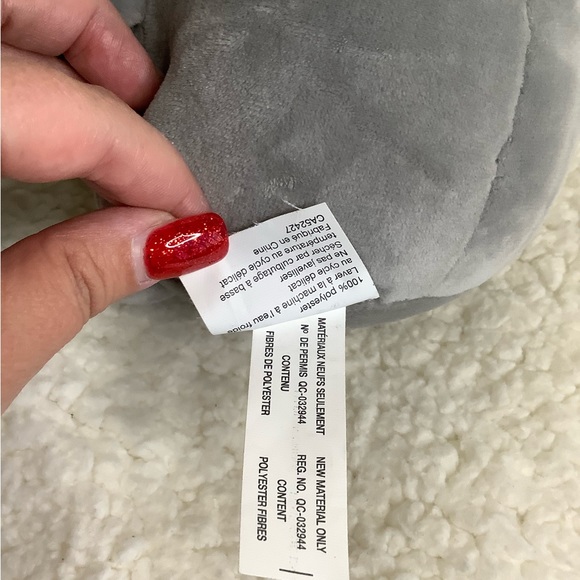 100% polyester
Laver à la machine à l'eau froide
au cycle délicat
Ne pas javelliser
Sécher par culbutage à basse
température au cycle délicat
Fabriqué en Chine
CA52427
MATÉRIAUX NEUFS SEULEMENT
Nº DE PERMIS QC-032944
CONTENU
FIBRES DE POLYESTER
NEW MATERIAL ONLY
REG. NO. QC-032944
CONTENT
POLYESTER FIBRES